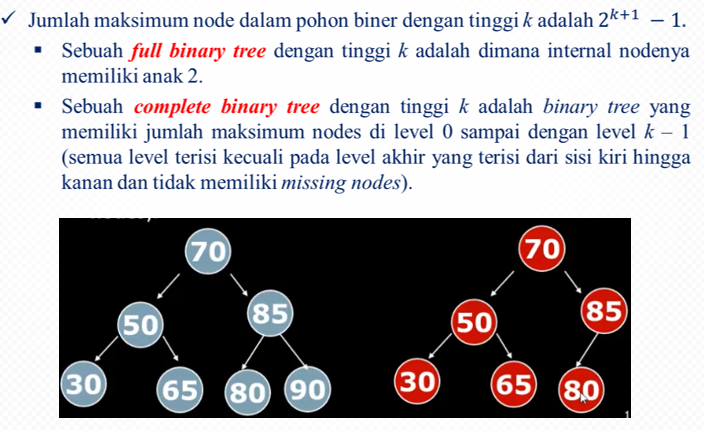 ✓ Jumlah maksimum node dalam pohon biner dengan tinggi k adalah 2^{k+1} − 1.
▪ Sebuah full binary tree dengan tinggi k adalah dimana internal nodenya
memiliki anak 2.
▪ Sebuah complete binary tree dengan tinggi k adalah binary tree yang
memiliki jumlah maksimum nodes di level 0 sampai dengan level k – 1
(semua level terisi kecuali pada level akhir yang terisi dari sisi kiri hingga
kanan dan tidak memiliki missing nodes).
70
50 85
30 65 80 90
70
50 85
30 65 80
1